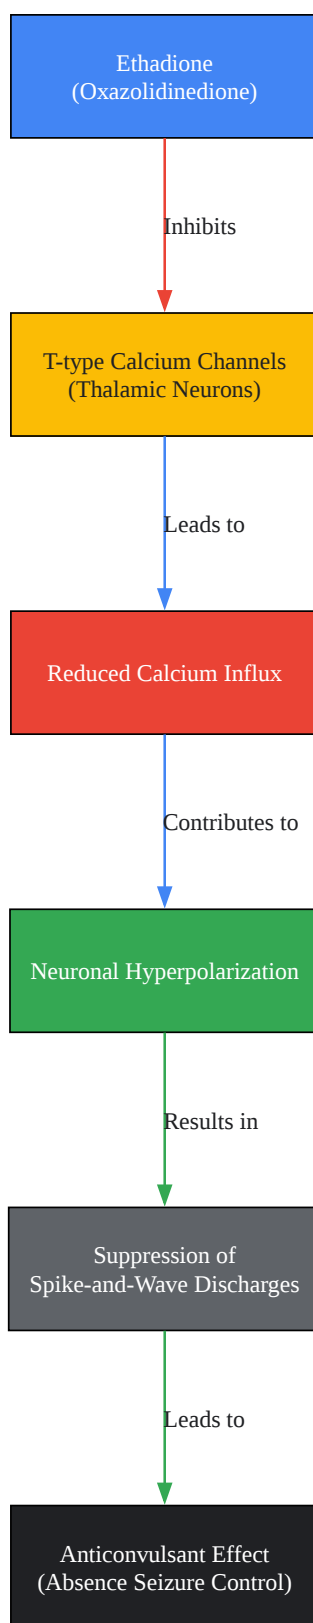 Ethadione
(Oxazolidinedione)
Inhibits
T-type Calcium Channels
(Thalamic Neurons)
Leads to
Reduced Calcium Influx
Contributes to
Neuronal Hyperpolarization
Results in
Suppression of
Spike-and-Wave Discharges
Leads to
Anticonvulsant Effect
(Absence Seizure Control)